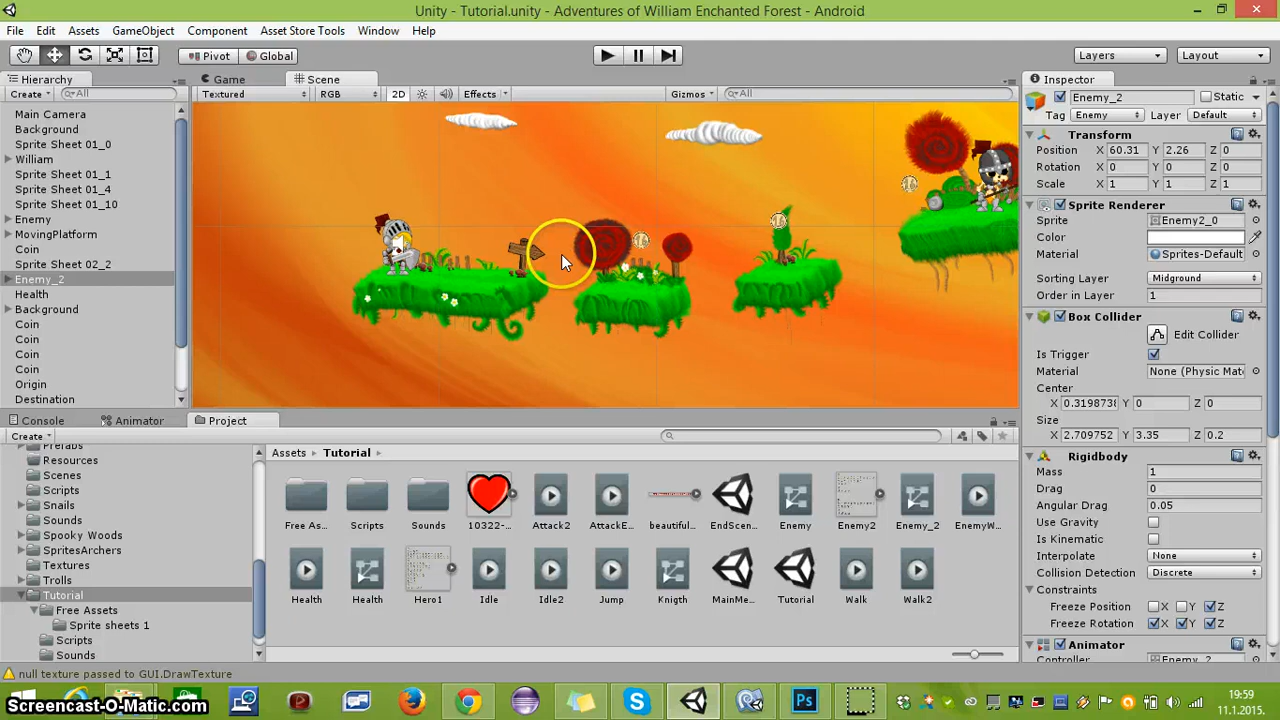 Unity - Tutorial.unity - Adventures of William Enchanted Forest - Android
File Edit Assets GameObject Component Asset Store Tools Window Help
Pivot Global Layers Layout
Hierarchy Game Scene Inspector
Create All Textured RGB 2D Effects Gizmos All
Enemy_2 Static
Tag Enemy Layer Default
Main Camera
Background
Sprite Sheet 01_0
William
Sprite Sheet 01_1
Sprite Sheet 01_4
Sprite Sheet 01_10
Enemy
MovingPlatform
Coin
Sprite Sheet 02_2
Enemy_2
Health
Background
Coin
Coin
Coin
Coin
Origin
Destination
Transform
Position X 60.31 Y 2.26 Z 0
Rotation X 0 Y 0 Z 0
Scale X 1 Y 1 Z 1
Sprite Renderer
Sprite Enemy2_0
Color
Material Sprites-Default
Sorting Layer Midground
Order in Layer 1
Box Collider
Edit Collider
Is Trigger
Material None (Physic Mate
Center
X 0.3198738 Y 0 Z 0
Size
X 2.709752 Y 3.35 Z 0.2
Rigidbody
Mass 1
Drag 0
Angular Drag 0.05
Use Gravity
Is Kinematic
Interpolate None
Collision Detection Discrete
Constraints
Freeze Position X Y Z
Freeze Rotation X Y Z
Animator
Controller Enemy_2
Console Animator Project
Create
Prefabs
Resources
Scenes
Scripts
Snails
Sounds
Spooky Woods
SpritesArchers
Textures
Trolls
Tutorial
Free Assets
Sprite sheets 1
Scripts
Sounds
Assets Tutorial
Free As... Scripts Sounds 10322-... Attack2 AttackE... beautiful... EndScen... Enemy Enemy2 Enemy_2 EnemyW...
Health Health Hero1 Idle Idle2 Jump Knigth MainMe... Tutorial Walk Walk2
null texture passed to GUI.DrawTexture
Screencast-O-Matic.com
19:59
11.1.2015.